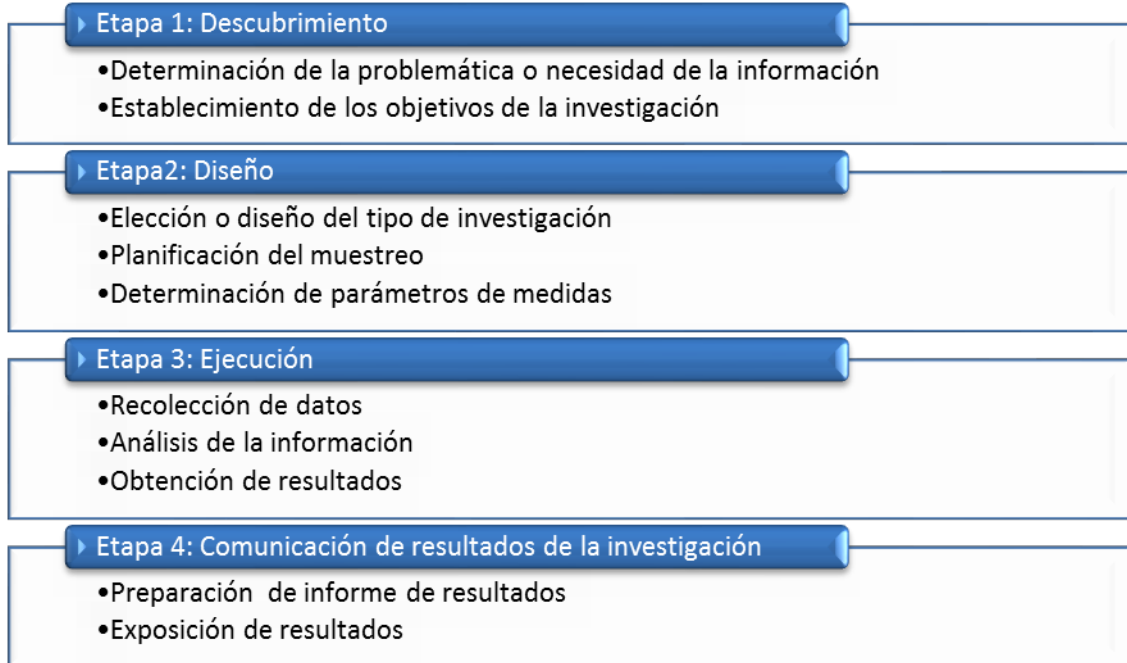 Etapa 1: Descubrimiento
•Determinación de la problemática o necesidad de la información
•Establecimiento de los objetivos de la investigación
Etapa2: Diseño
•Elección o diseño del tipo de investigación
•Planificación del muestreo
•Determinación de parámetros de medidas
Etapa 3: Ejecución
•Recolección de datos
•Análisis de la información
•Obtención de resultados
Etapa 4: Comunicación de resultados de la investigación
•Preparación  de informe de resultados
•Exposición de resultados